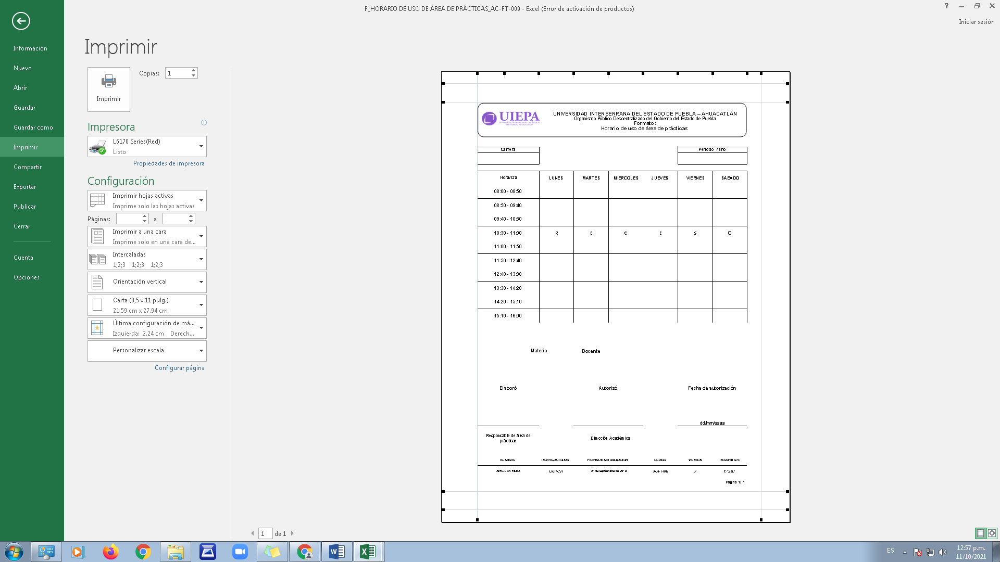 F_HORARIO DE USO DE ÁREA DE PRÁCTICAS_AC-FT-009 - Excel (Error de activación de productos)
?
Iniciar sesión
Información
Nuevo
Abrir
Guardar
Guardar como
Imprimir
Compartir
Exportar
Publicar
Cerrar
Cuenta
Opciones
Imprimir
Imprimir
Copias: 1
Impresora
L6170 Series(Red)
Listo
Propiedades de impresora
Configuración
Imprimir hojas activas
Imprime solo las hojas activas
Páginas: a
Imprimir a una cara
Imprime solo en una cara de...
Intercaladas
1;2;3 1;2;3 1;2;3
Orientación vertical
Carta (8,5 x 11 pulg.)
21.59 cm x 27.94 cm
Última configuración de má...
Izquierda: 2.24 cm Derech...
Personalizar escala
Configurar página
UIEPA
UNIVERSIDAD INTERSERRANA DEL ESTADO DE PUEBLA – AHUACATLÁN
Organismo Público Descentralizado del Gobierno del Estado de Puebla
Formato:
Horario de uso de área de prácticas
Carrera
Periodo / año
Hora/Día LUNES MARTES MIERCOLES JUEVES VIERNES SÁBADO
08:00 - 08:50
08:50 - 09:40
09:40 - 10:30
10:30 - 11:00 R E C E S O
11:00 - 11:50
11:50 - 12:40
12:40 - 13:30
13:30 - 14:20
14:20 - 15:10
15:10 - 16:00
Materia Docente
Elaboró Autorizó Fecha de autorización
dd/mm/aaaa
Responsable de área de
prácticas
Dirección Académica
ELABORÓ FECHA DE ACTUALIZACIÓN CÓDIGO VERSIÓN
de septiembre de 2018 AC-FT-009
Página 1| 1
1 de 1
ES
12:57 p.m.
11/10/2021